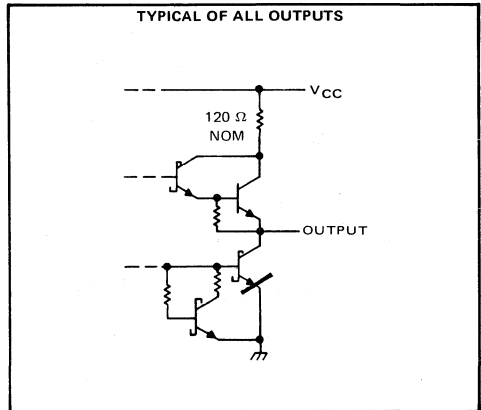 TYPICAL OF ALL OUTPUTS
VCC
120 Ω
NOM
OUTPUT